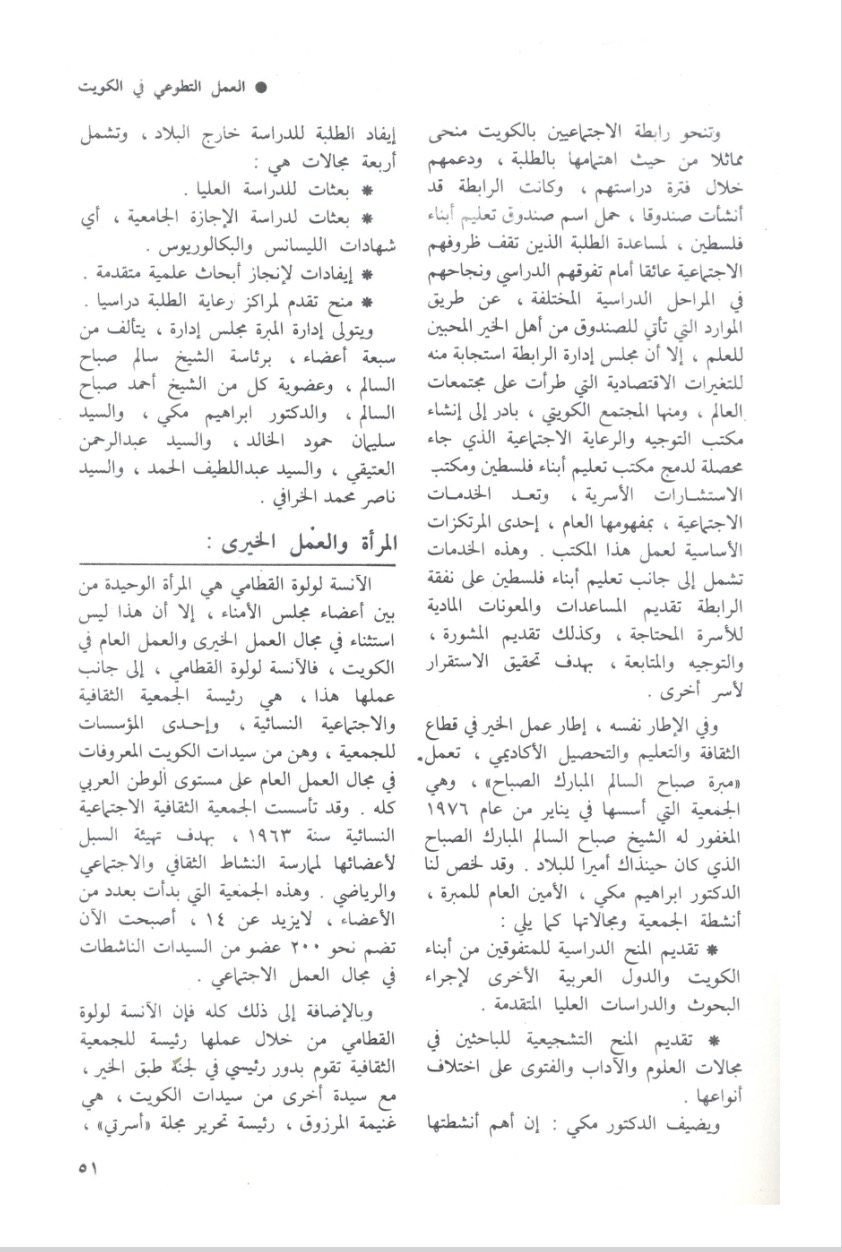 ● العمل التطوعي في الكويت
وتنحو رابطة الاجتماعيين بالكويت منحى
مماثلا من حيث اهتمامها بالطلبة ، ودعمهم
خلال فترة دراستهم ، وكانت الرابطة قد
أنشأت صندوقا ، حمل اسم صندوق تعليم أبناء
فلسطين ، لمساعدة الطلبة الذين تقف ظروفهم
الاجتماعية عائقا أمام تفوقهم الدراسي ونجاحهم
في المراحل الدراسية المختلفة ، عن طريق
الموارد التي تأتي للصندوق من أهل الخير المحبين
للعلم ، إلا أن مجلس إدارة الرابطة استجابة منه
للتغيرات الاقتصادية التي طرأت على مجتمعات
العالم ، ومنها المجتمع الكويتي ، بادر إلى إنشاء
مكتب التوجيه والرعاية الاجتماعية الذي جاء
محصلة لدمج مكتب تعليم أبناء فلسطين ومكتب
الاستشارات الأسرية ، وتعد الخدمات
الاجتماعية ، بمفهومها العام ، إحدى المرتكزات
الأساسية لعمل هذا المكتب . وهذه الخدمات
تشمل إلى جانب تعليم أبناء فلسطين على نفقة
الرابطة تقديم المساعدات والمعونات المادية
للأسرة المحتاجة ، وكذلك تقديم المشورة ،
والتوجيه والمتابعة ، بهدف تحقيق الاستقرار
لأسر أخرى .
وفي الإطار نفسه ، إطار عمل الخير في قطاع
الثقافة والتعليم والتحصيل الأكاديمي ، تعمل
«مبرة صباح السالم المبارك الصباح» ، وهي
الجمعية التي أسسها في يناير من عام ١٩٧٦
المغفور له الشيخ صباح السالم المبارك الصباح
الذي كان حينذاك أميرا للبلاد . وقد لخص لنا
الدكتور ابراهيم مكي ، الأمين العام للمبرة ،
أنشطة الجمعية ومجالاتها كما يلي :
* تقديم المنح الدراسية للمتفوقين من أبناء
الكويت والدول العربية الأخرى لإجراء
البحوث والدراسات العليا المتقدمة .
* تقديم المنح التشجيعية للباحثين في
مجالات العلوم والآداب والفتوى على اختلاف
أنواعها .
ويضيف الدكتور مكي : إن أهم أنشطتها
إيفاد الطلبة للدراسة خارج البلاد ، وتشمل
أربعة مجالات هي :
* بعثات للدراسة العليا .
* بعثات لدراسة الإجازة الجامعية ، أي
شهادات الليسانس والبكالوريوس .
* إيفادات لإنجاز أبحاث علمية متقدمة .
* منح تقدم لمراكز رعاية الطلبة دراسيا .
ويتولى إدارة المبرة مجلس إدارة ، يتألف من
سبعة أعضاء ، برئاسة الشيخ سالم صباح
السالم ، وعضوية كل من الشيخ أحمد صباح
السالم ، والدكتور ابراهيم مكي ، والسيد
سليمان حمود الخالد ، والسيد عبدالرحمن
العتيقي ، والسيد عبداللطيف الحمد ، والسيد
ناصر محمد الخرافي .
المرأة والعمل الخيرى :
الآنسة لولوة القطامي هي المرأة الوحيدة من
بين أعضاء مجلس الأمناء ، إلا أن هذا ليس
استثناء في مجال العمل الخيرى والعمل العام في
الكويت ، فالآنسة لولوة القطامي ، إلى جانب
عملها هذا ، هي رئيسة الجمعية الثقافية
والاجتماعية النسائية ، وإحدى المؤسسات
للجمعية ، وهن من سيدات الكويت المعروفات
في مجال العمل العام على مستوى الوطن العربي
كله . وقد تأسست الجمعية الثقافية الاجتماعية
النسائية سنة ١٩٦٣ ، بهدف تهيئة السبل
لأعضائها لممارسة النشاط الثقافي والاجتماعي
والرياضي . وهذه الجمعية التي بدأت بعدد من
الأعضاء ، لايزيد عن ١٤ ، أصبحت الآن
تضم نحو ٢٠٠ عضو من السيدات الناشطات
في مجال العمل الاجتماعي .
وبالإضافة إلى ذلك كله فإن الآنسة لولوة
القطامي من خلال عملها رئيسة للجمعية
الثقافية تقوم بدور رئيسي في لجنة طبق الخير ،
مع سيدة أخرى من سيدات الكويت ، هي
غنيمة المرزوق ، رئيسة تحرير مجلة «أسرتي» ،
٥١